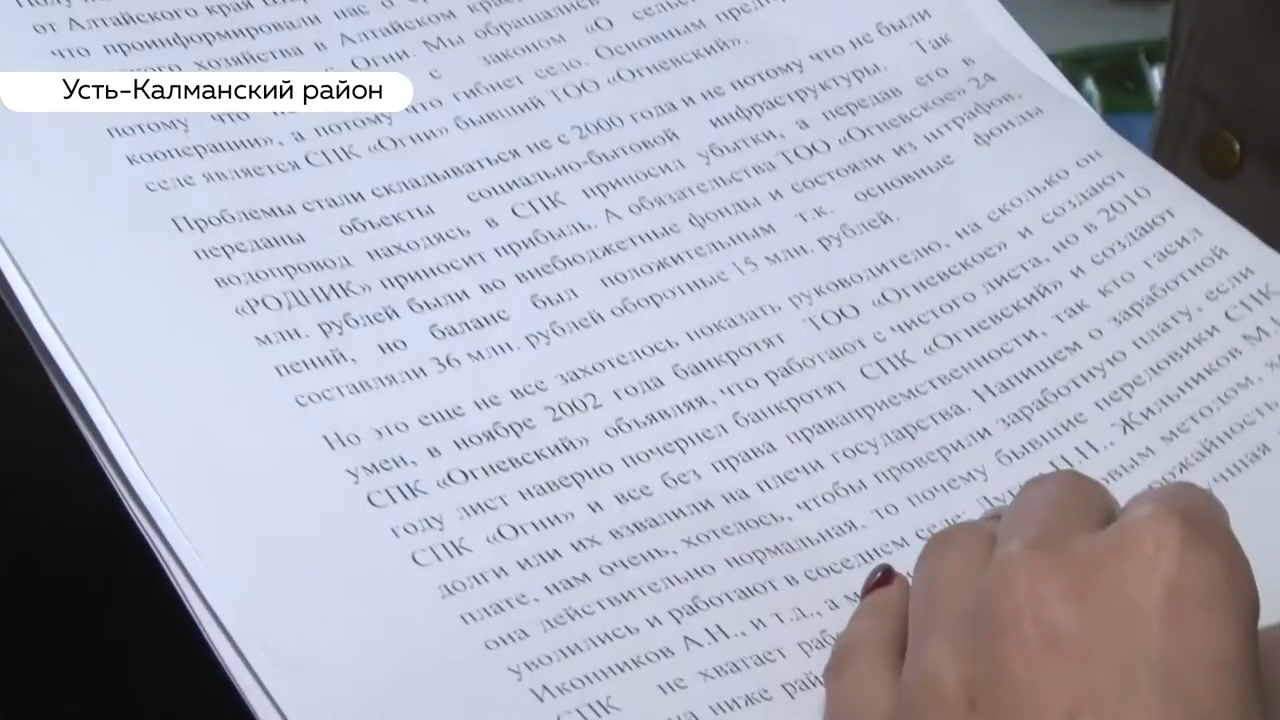 от Алтайского края
что проинформировали нас о
хозяйства в Алтайском крае,
Огни. Мы обращались
Усть-Калманский район
с законом «О
потому что гибнет село. Основным
кооперации», а потому что гибнет село. Основным
селе является СПК «Огни» бывший ТОО «Огневский».
Проблемы стали складываться не с 2000 года и не потому что не были
переданы объекты социально-бытовой инфраструктуры. Так
водопровод находясь в СПК приносил убытки, а передав его в
«РОДНИК» приносит прибыль. А обязательства ТОО «Огневское» 24
млн. рублей были во внебюджетные фонды и состояли из штрафов,
пений, но баланс был положительным т.к. основные фонды
составляли 36 млн. рублей оборотные 15 млн. рублей.
Но это еще не все захотелось показать руководителю, на сколько он
умен, в ноябре 2002 года банкротят ТОО «Огневское» и создают
СПК «Огневский» объявляя, что работают с чистого листа, но в 2010
году лист наверно почернел банкротят СПК «Огневский» и создают
СПК «Огни» и все без права праваприемственности, так кто гасил
долги или их взвалили на плечи государства. Напишем о заработной
плате, нам очень, хотелось, чтобы проверили заработную плату, если
она действительно нормальная, то почему бывшие передовики СПК
уволились и работают в соседнем селе: Н.Н., Жильников М.
Иконников А.Н., и т.д., а методом,
СПК не хватает
ниже